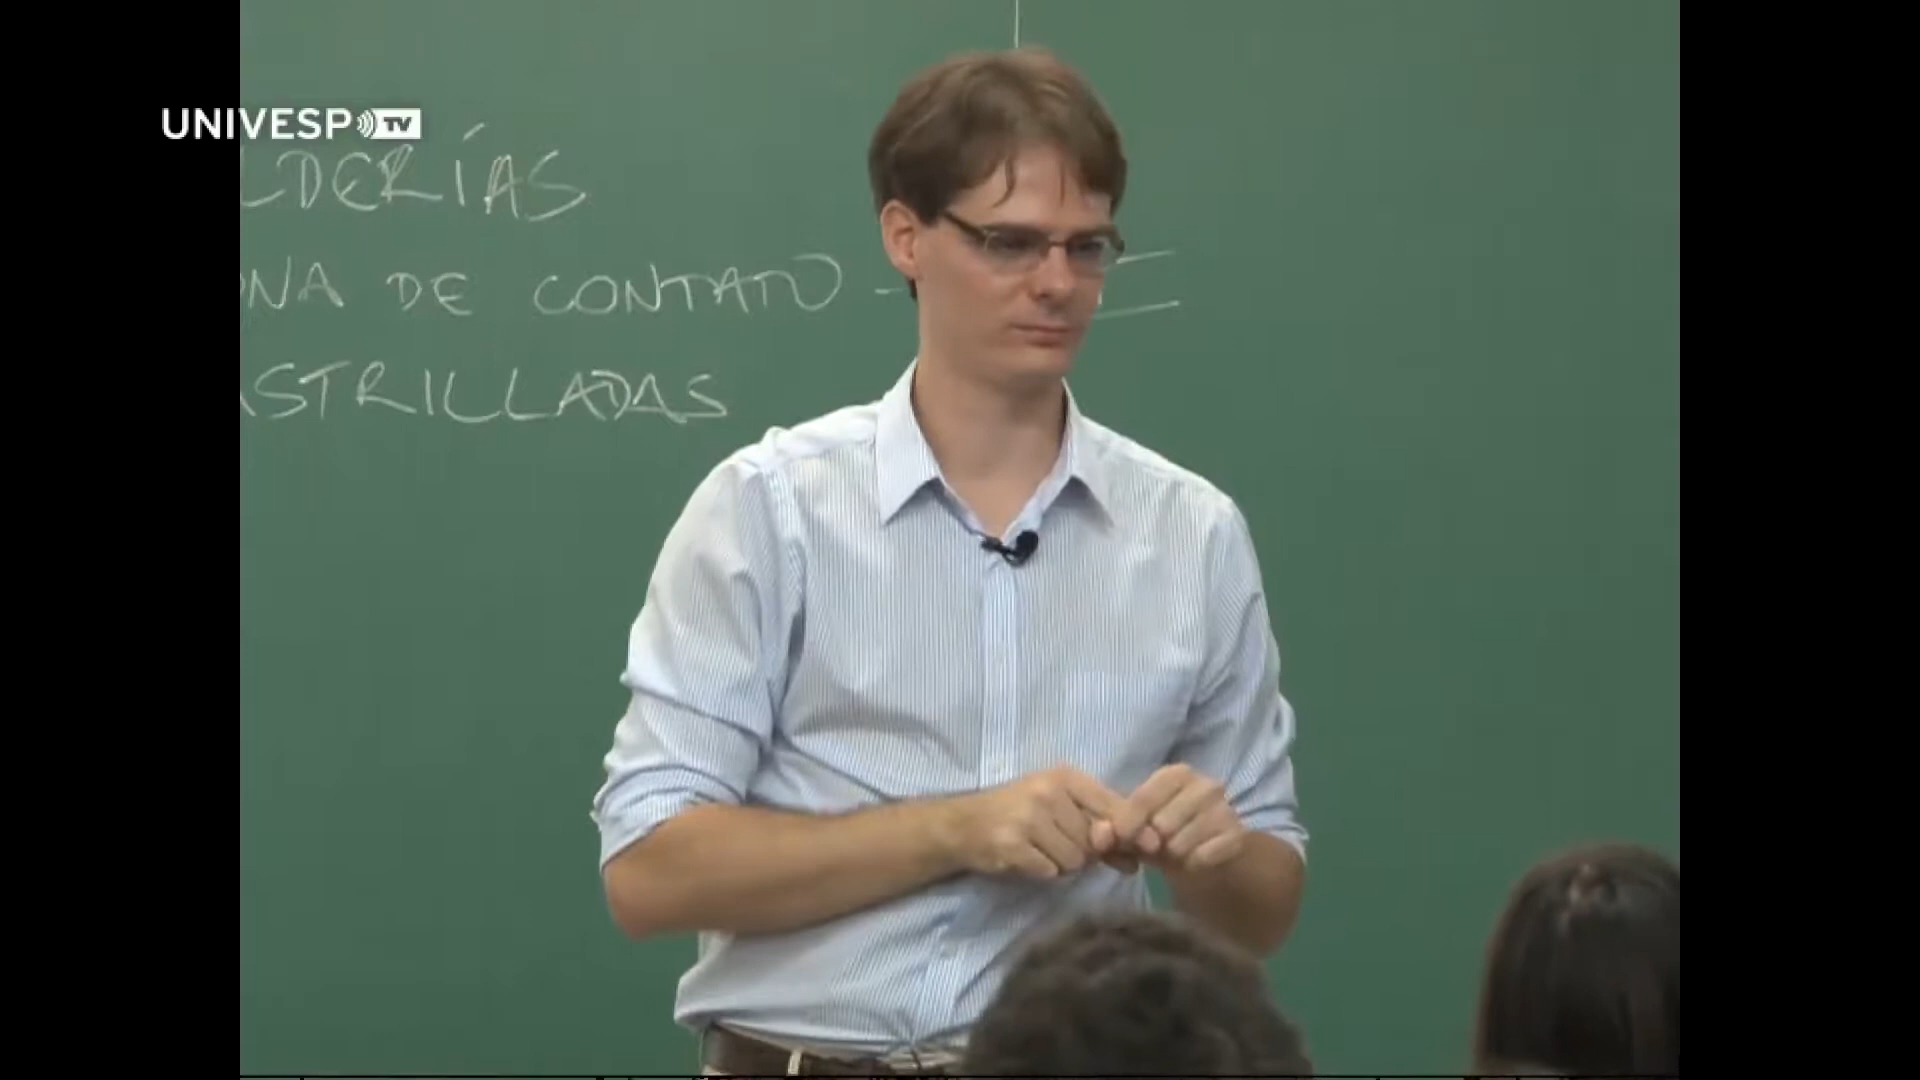 UNIVESP TV
LDERÍAS
NA DE CONTATO -
ASTRILLADAS